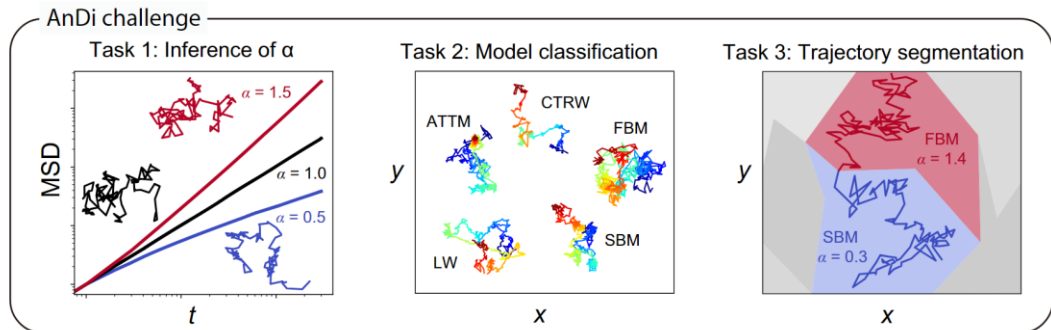 AnDi challenge
Task 1: Inference of α
MSD
α = 1.5
α = 1.0
α = 0.5
t
Task 2: Model classification
y
ATTM
CTRW
FBM
LW
SBM
x
Task 3: Trajectory segmentation
y
FBM
α = 1.4
SBM
α = 0.3
x